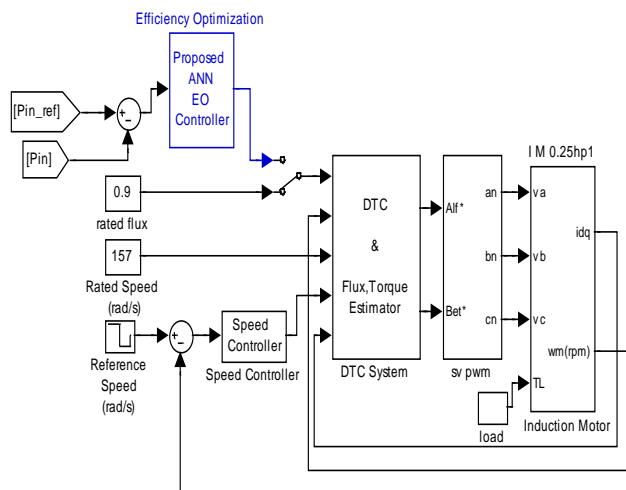 Efficiency Optimization
Proposed
ANN
EO
Controller
[Pin_ref]
[Pin]
0.9
rated flux
157
Rated Speed
(rad/s)
Reference
Speed
(rad/s)
Speed
Controller
Speed Controller
DTC
&
Flux,Torque
Estimator
DTC System
Alf*
Bet*
an
bn
cn
sv pwm
I M 0.25hp1
va
vb
vc
TL
idq
wm(rpm)
load
Induction Motor